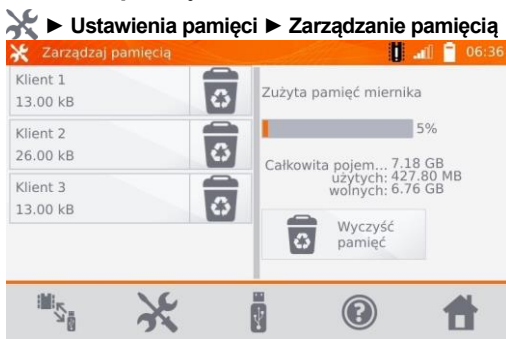 ► Ustawienia pamięci ► Zarządzanie pamięcią
Zarządzaj pamięcią 06:36
Klient 1
13.00 kB
Klient 2
26.00 kB
Klient 3
13.00 kB
Zużyta pamięć miernika
5%
Całkowita pojem... 7.18 GB
użytych: 427.80 MB
wolnych: 6.76 GB
Wyczyść
pamięć